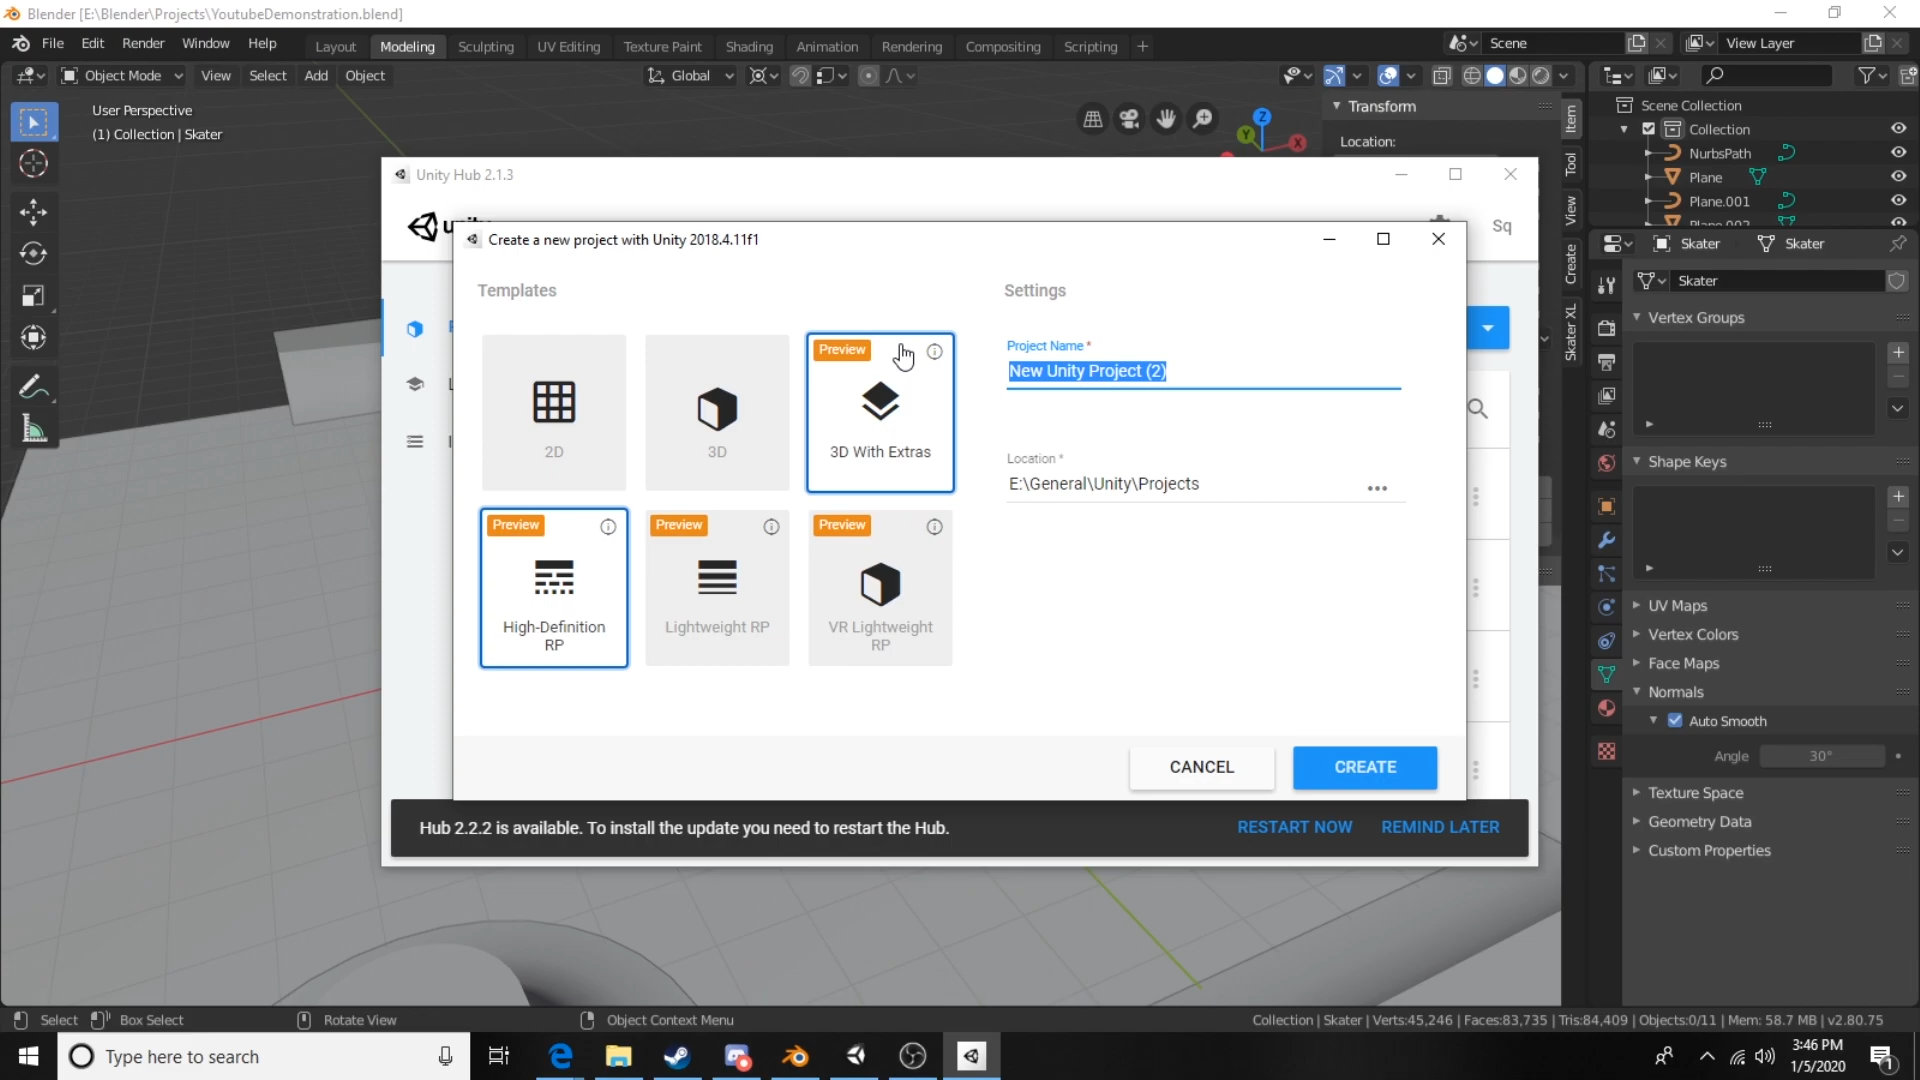 Blender [E:\Blender\Projects\YoutubeDemonstration.blend]
File Edit Render Window Help
Layout Modeling Sculpting UV Editing Texture Paint Shading Animation Rendering Compositing Scripting
Scene
View Layer
Object Mode View Select Add Object
Global
User Perspective
(1) Collection | Skater
Z
Y
X
Transform
Location:
Item
Tool
View
Create
Skater XL
Scene Collection
Collection
NurbsPath
Plane
Plane.001
Plane.002
Skater
Skater
Skater
Vertex Groups
Shape Keys
UV Maps
Vertex Colors
Face Maps
Normals
Auto Smooth
Angle 30°
Texture Space
Geometry Data
Custom Properties
Unity Hub 2.1.3
Sq
Create a new project with Unity 2018.4.11f1
Templates
Settings
2D
3D
Preview
3D With Extras
Preview
High-Definition
RP
Preview
Lightweight RP
Preview
VR Lightweight
RP
Project Name *
New Unity Project (2)
Location *
E:\General\Unity\Projects
CANCEL
CREATE
Hub 2.2.2 is available. To install the update you need to restart the Hub.
RESTART NOW
REMIND LATER
Select Box Select Rotate View Object Context Menu
Collection | Skater | Verts:45,246 | Faces:83,735 | Tris:84,409 | Objects:0/11 | Mem: 58.7 MB | v2.80.75
Type here to search
3:46 PM
1/5/2020
1